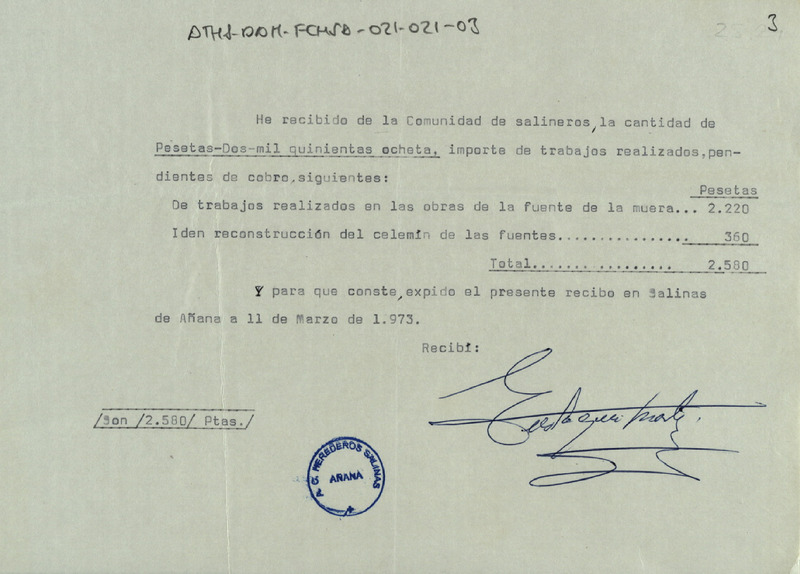 ATHA-DDM-FCHSA-021-021-03
3
He recibido de la Comunidad de salineros, la cantidad de
Pesetas-Dos-mil quinientas ocheta, importe de trabajos realizados,pen-
dientes de cobro,siguientes:
Pesetas
De trabajos realizados en las obras de la fuente de la muera... 2.220
Iden reconstrucción del celemín de las fuentes................ 360
Total.................. 2.580
Y para que conste,expido el presente recibo en Salinas
de Añana a 11 de Marzo de 1.973.
Recibí:
/Son /2.580/ Ptas./
HEREDEROS SALINAS
AÑANA